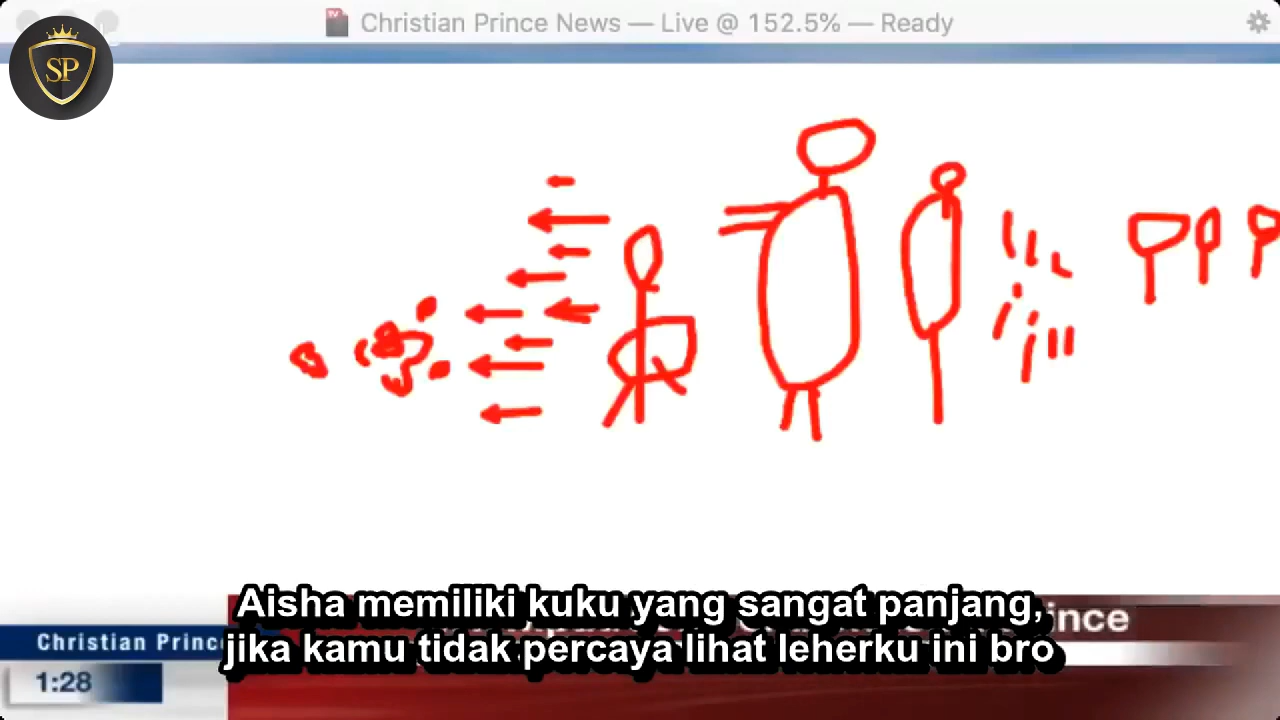 Christian Prince News — Live @ 152.5% — Ready
SP
Aisha memiliki kuku yang sangat panjang,
jika kamu tidak percaya lihat leherku ini bro
Christian Princ
1:28